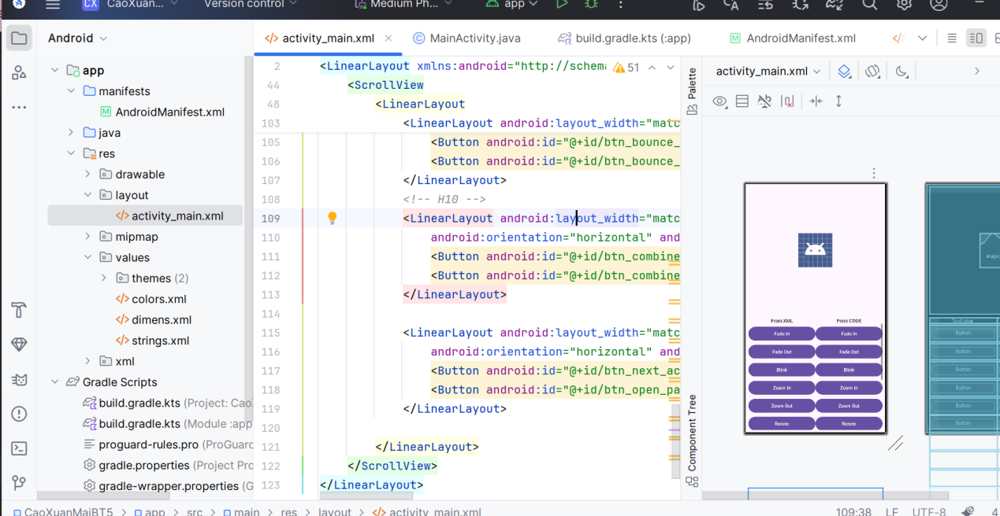 CX CaoXuan... Version control Medium Ph... app
Android
activity_main.xml
MainActivity.java
build.gradle.kts (:app)
AndroidManifest.xml
app
manifests
AndroidManifest.xml
java
res
drawable
layout
activity_main.xml
mipmap
values
themes (2)
colors.xml
dimens.xml
strings.xml
xml
Gradle Scripts
build.gradle.kts (Project: Cao
build.gradle.kts (Module :app
proguard-rules.pro (ProGuard
gradle.properties (Project Pro
gradle-wrapper.properties (G
2 <LinearLayout xmlns:android="http://schema 51
44 <ScrollView
48 <LinearLayout
103 <LinearLayout android:layout_width="matc
105 <Button android:id="@+id/btn_bounce_
106 <Button android:id="@+id/btn_bounce_
107 </LinearLayout>
108 <!-- H10 -->
109 <LinearLayout android:layout_width="matc
110 android:orientation="horizontal" and
111 <Button android:id="@+id/btn_combine
112 <Button android:id="@+id/btn_combine
113 </LinearLayout>
114
115 <LinearLayout android:layout_width="matc
116 android:orientation="horizontal" and
117 <Button android:id="@+id/btn_next_ac
118 <Button android:id="@+id/btn_open_pa
119 </LinearLayout>
120
121 </LinearLayout>
122 </ScrollView>
123 </LinearLayout>
Palette
Component Tree
activity_main.xml
From XML From CODE
Fade In Fade In
Fade Out Fade Out
Blink Blink
Zoom In Zoom In
Zoom Out Zoom Out
Rotate Rotate
TextView
Button
Button
Button
Button
Button
Button
CaoXuanMaiBT5 > app > src > main > res > layout > activity_main.xml
109:38 LF UTF-8 4